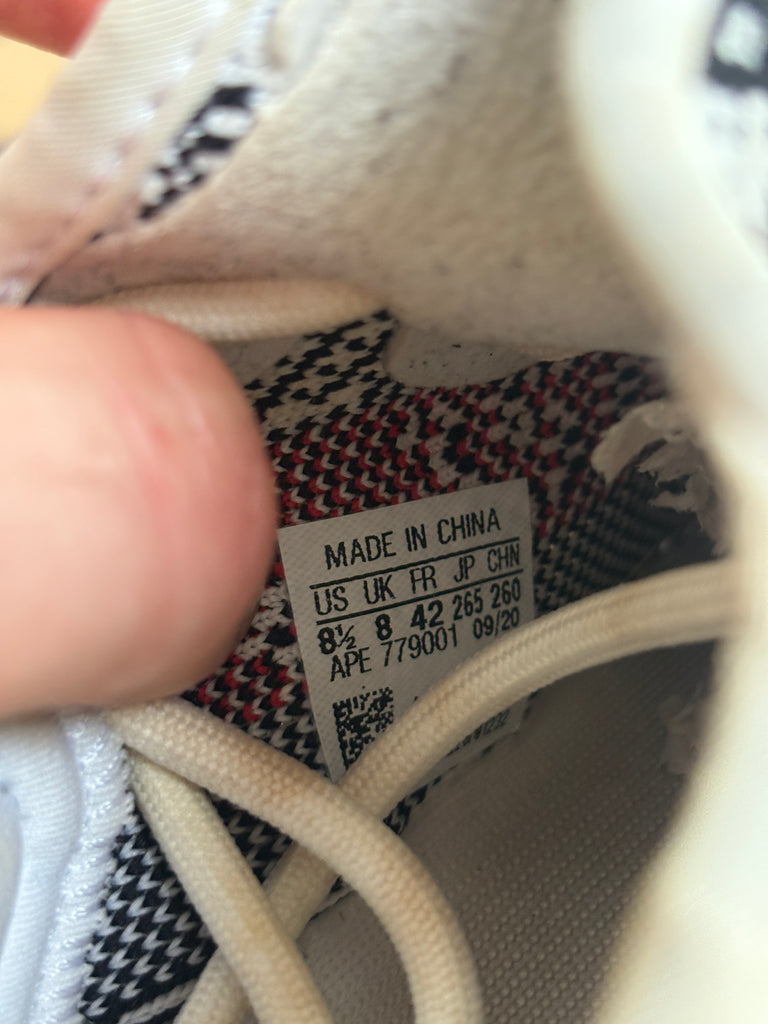 MADE IN CHINA
US UK FR JP CHN
8½ 8 42 265 260
APE 779001 09/20